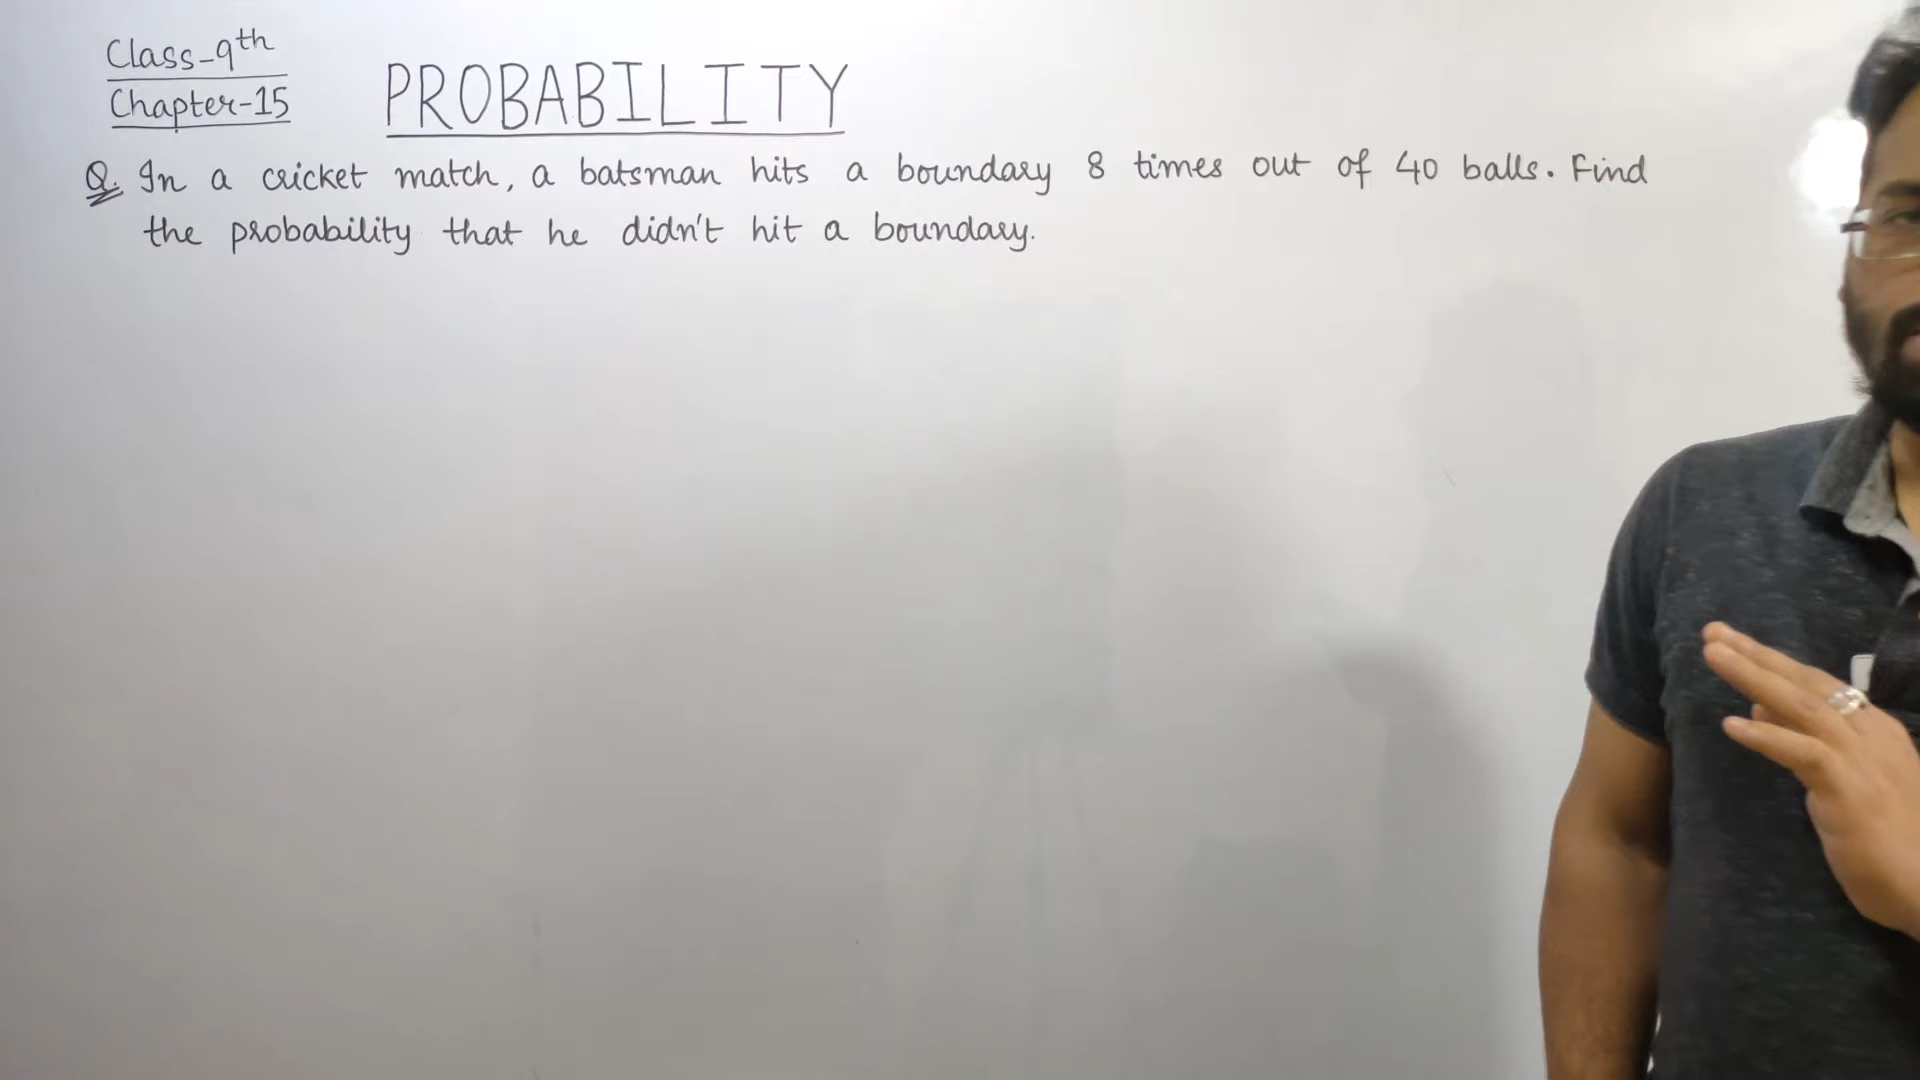 Class-9th
Chapter-15
PROBABILITY
Q. In a cricket match, a batsman hits a boundary 8 times out of 40 balls. Find
the probability that he didn't hit a boundary.